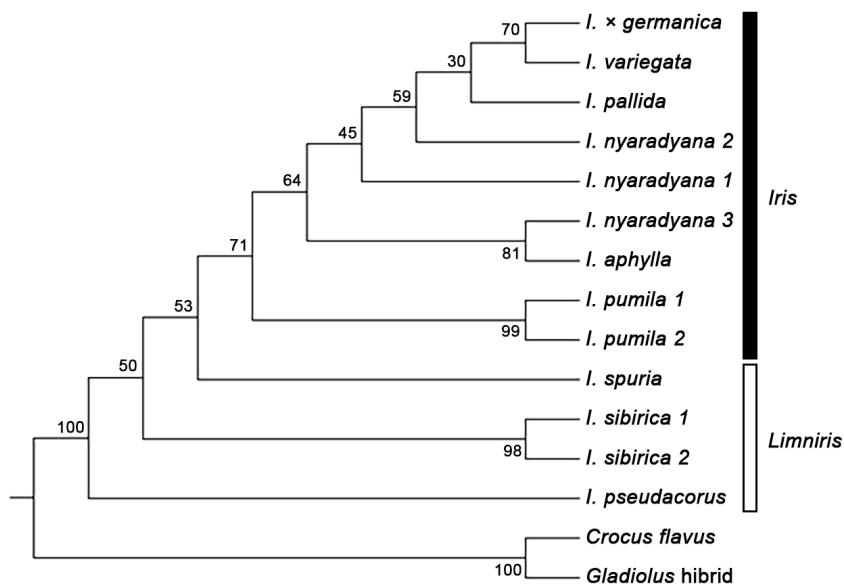 70
I. × germanica
I. variegata
30
I. pallida
59
I. nyaradyana 2
45
I. nyaradyana 1
64
I. nyaradyana 3
Iris
81
I. aphylla
71
I. pumila 1
99
I. pumila 2
53
I. spuria
50
I. sibirica 1
98
I. sibirica 2
Limniris
100
I. pseudacorus
Crocus flavus
100
Gladiolus hibrid